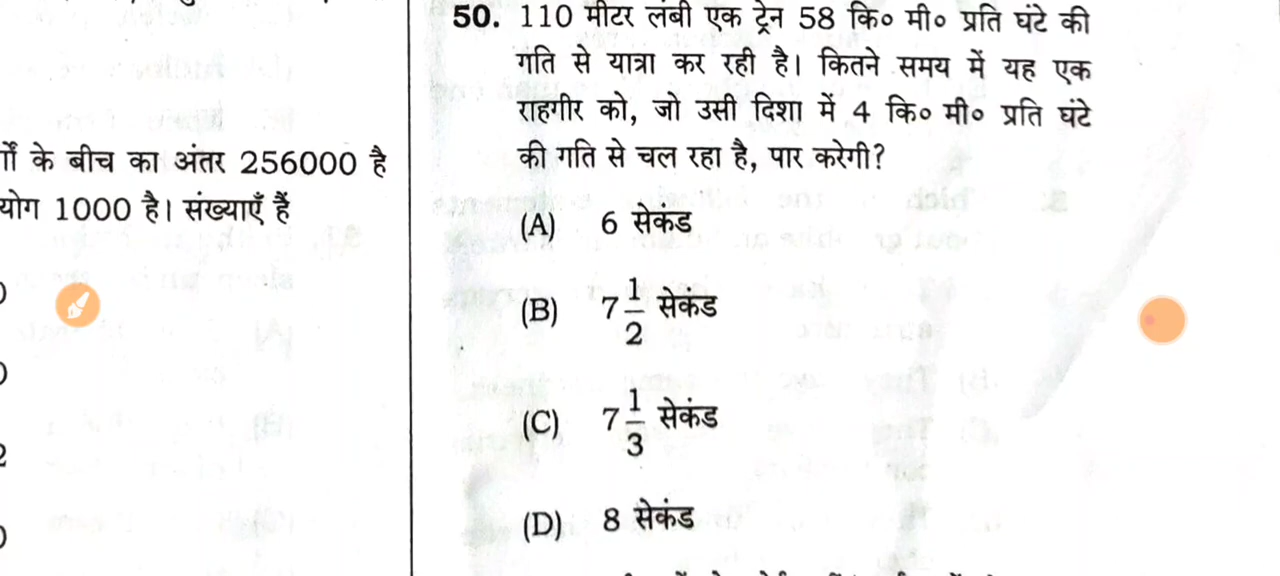 र्गों के बीच का अंतर 256000 है
योग 1000 है। संख्याएँ हैं
50. 110 मीटर लंबी एक ट्रेन 58 कि० मी० प्रति घंटे की
गति से यात्रा कर रही है। कितने समय में यह एक
राहगीर को, जो उसी दिशा में 4 कि० मी० प्रति घंटे
की गति से चल रहा है, पार करेगी?
(A) 6 सेकंड
(B) 7 1/2 सेकंड
(C) 7 1/3 सेकंड
(D) 8 सेकंड